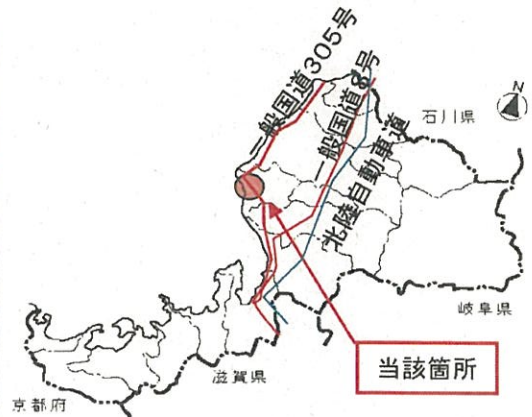 一般国道305号
一般国道8号
北陸自動車道
石川県
N
岐阜県
当該箇所
滋賀県
京都府